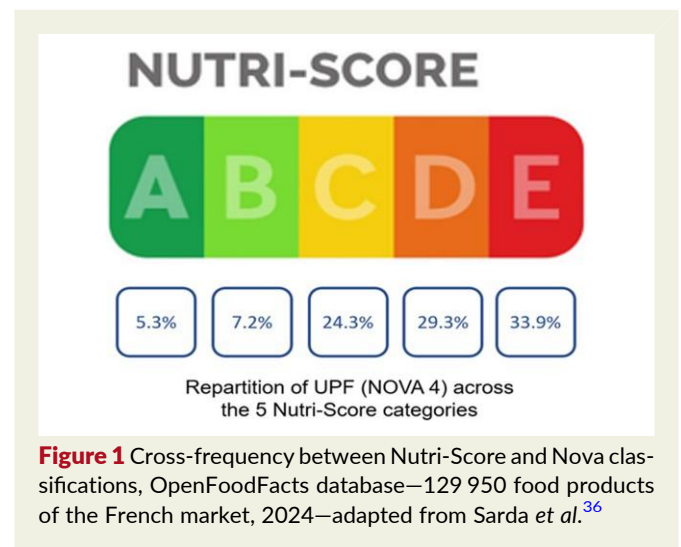 NUTRI-SCORE
A B C D E
5.3% 7.2% 24.3% 29.3% 33.9%
Repartition of UPF (NOVA 4) across
the 5 Nutri-Score categories
Figure 1 Cross-frequency between Nutri-Score and Nova clas-
sifications, OpenFoodFacts database—129 950 food products
of the French market, 2024—adapted from Sarda et al.36